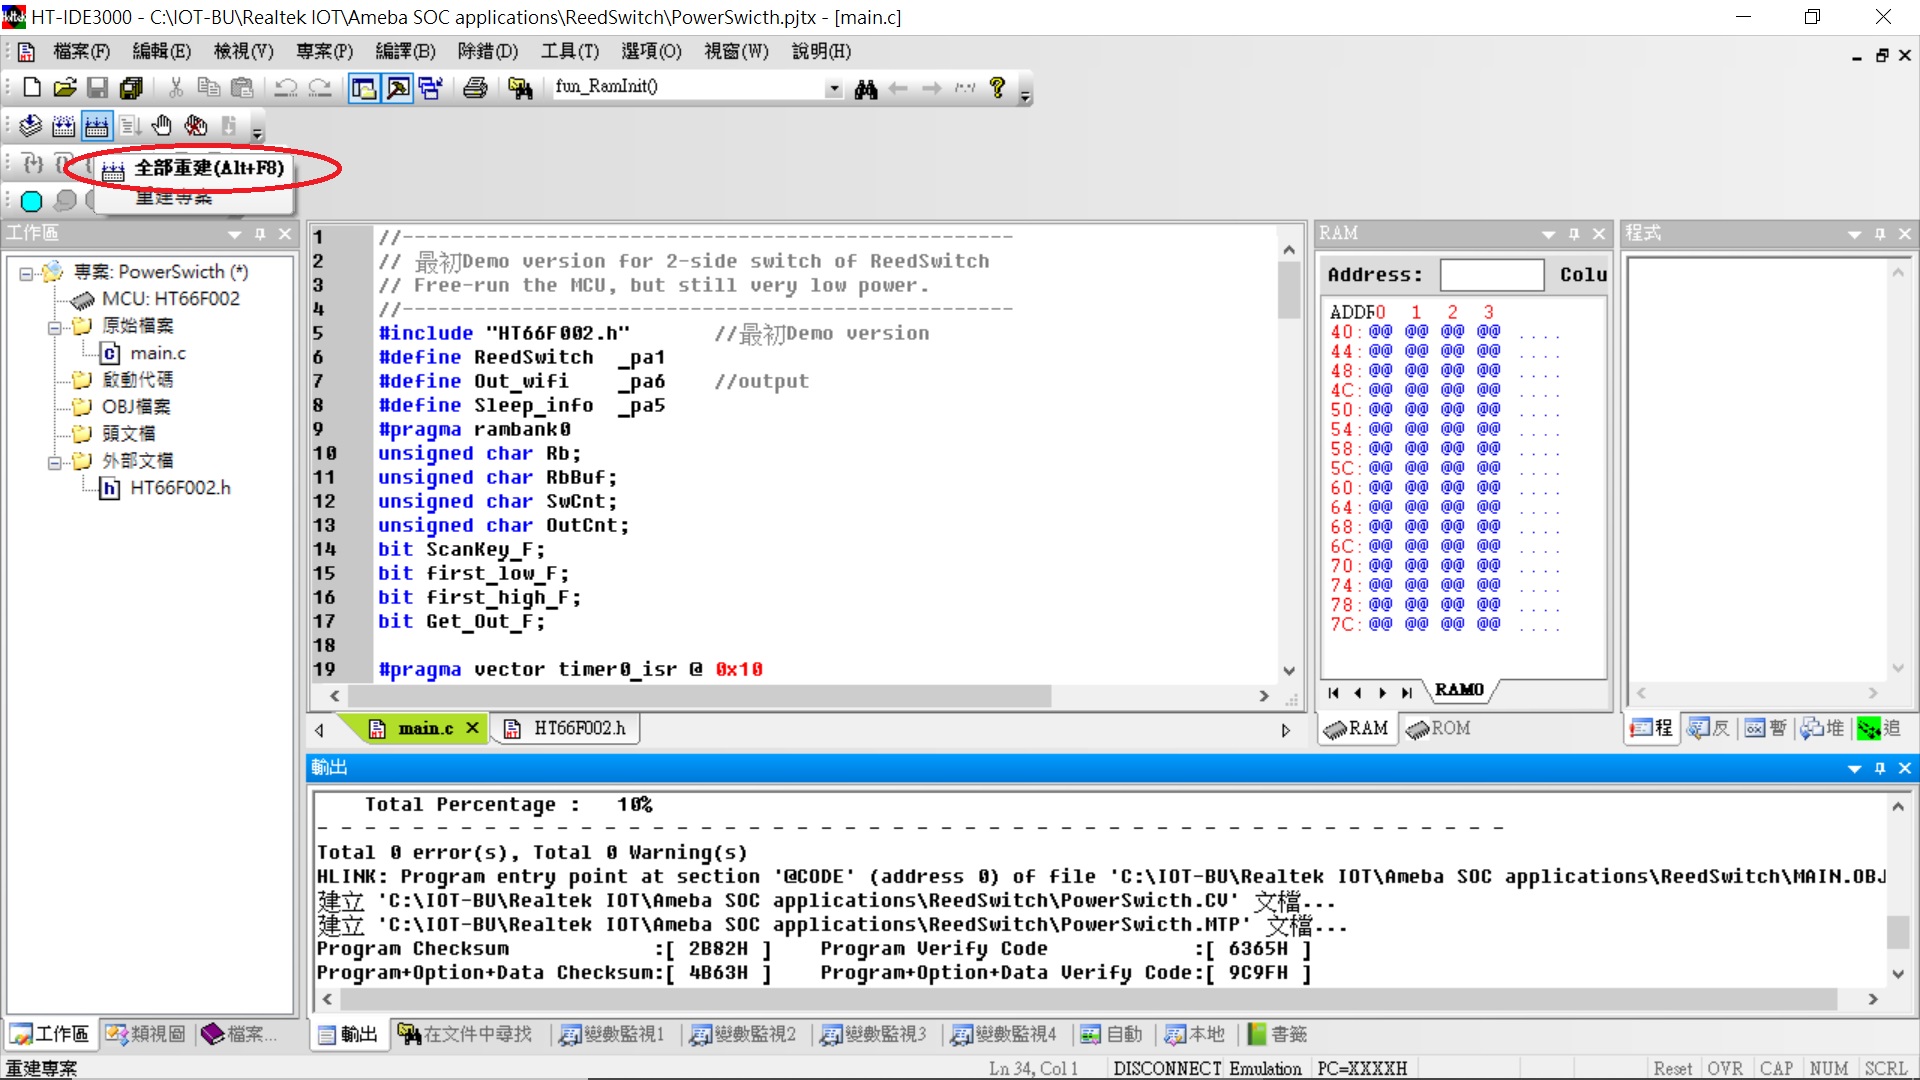 HT-IDE3000 - C:\IOT-BU\Realtek IOT\Ameba SOC applications\ReedSwitch\PowerSwicth.pjtx - [main.c]
檔案(F) 編輯(E) 檢視(V) 專案(P) 編譯(B) 除錯(D) 工具(T) 選項(O) 視窗(W) 說明(H)
fun_RamInit()
全部重建(Alt+F8)
重建專案
工作區
專案: PowerSwicth (*)
MCU: HT66F002
原始檔案
main.c
啟動代碼
OBJ檔案
頭文檔
外部文檔
HT66F002.h
1 //---------------------------------------------------
2 // 最初Demo version for 2-side switch of ReedSwitch
3 // Free-run the MCU, but still very low power.
4 //---------------------------------------------------
5 #include "HT66F002.h" //最初Demo version
6 #define ReedSwitch _pa1
7 #define Out_wifi _pa6 //output
8 #define Sleep_info _pa5
9 #pragma rambank0
10 unsigned char Rb;
11 unsigned char RbBuf;
12 unsigned char SwCnt;
13 unsigned char OutCnt;
14 bit ScanKey_F;
15 bit first_low_F;
16 bit first_high_F;
17 bit Get_Out_F;
18
19 #pragma vector timer0_isr @ 0x10
main.c HT66F002.h
RAM
Address: Colu
ADDR0 1 2 3
40: @@ @@ @@ @@ ....
44: @@ @@ @@ @@ ....
48: @@ @@ @@ @@ ....
4C: @@ @@ @@ @@ ....
50: @@ @@ @@ @@ ....
54: @@ @@ @@ @@ ....
58: @@ @@ @@ @@ ....
5C: @@ @@ @@ @@ ....
60: @@ @@ @@ @@ ....
64: @@ @@ @@ @@ ....
68: @@ @@ @@ @@ ....
6C: @@ @@ @@ @@ ....
70: @@ @@ @@ @@ ....
74: @@ @@ @@ @@ ....
78: @@ @@ @@ @@ ....
7C: @@ @@ @@ @@ ....
RAM0
RAM ROM
程式
程 反 暫 堆 追
輸出
Total Percentage : 10%
- - - - - - - - - - - - - - - - - - - - - - - - - - - - - - - - - - - - - - - - - - - - - - - - - -
Total 0 error(s), Total 0 Warning(s)
HLINK: Program entry point at section '@CODE' (address 0) of file 'C:\IOT-BU\Realtek IOT\Ameba SOC applications\ReedSwitch\MAIN.OBJ
建立 'C:\IOT-BU\Realtek IOT\Ameba SOC applications\ReedSwitch\PowerSwicth.CV' 文檔...
建立 'C:\IOT-BU\Realtek IOT\Ameba SOC applications\ReedSwitch\PowerSwicth.MTP' 文檔...
Program Checksum :[ 2B82H ] Program Verify Code :[ 6365H ]
Program+Option+Data Checksum:[ 4B63H ] Program+Option+Data Verify Code:[ 9C9FH ]
工作區 類視圖 檔案... 輸出 在文件中尋找 變數監視1 變數監視2 變數監視3 變數監視4 自動 本地 書籤
重建專案 Ln 34, Col 1 DISCONNECT Emulation PC=XXXXH Reset OVR CAP NUM SCRL